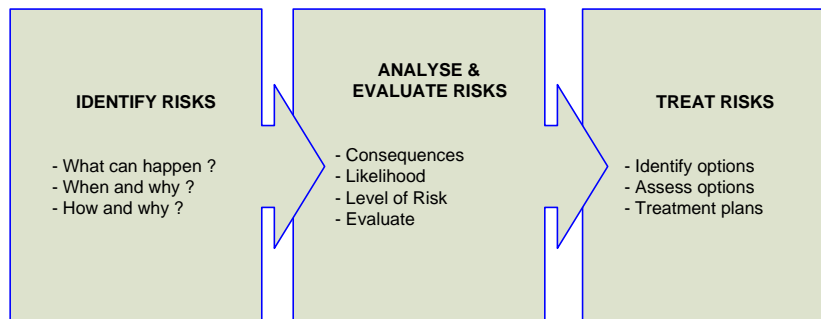 IDENTIFY RISKS
- What can happen ?
- When and why ?
- How and why ?
ANALYSE &
EVALUATE RISKS
- Consequences
- Likelihood
- Level of Risk
- Evaluate
TREAT RISKS
- Identify options
- Assess options
- Treatment plans